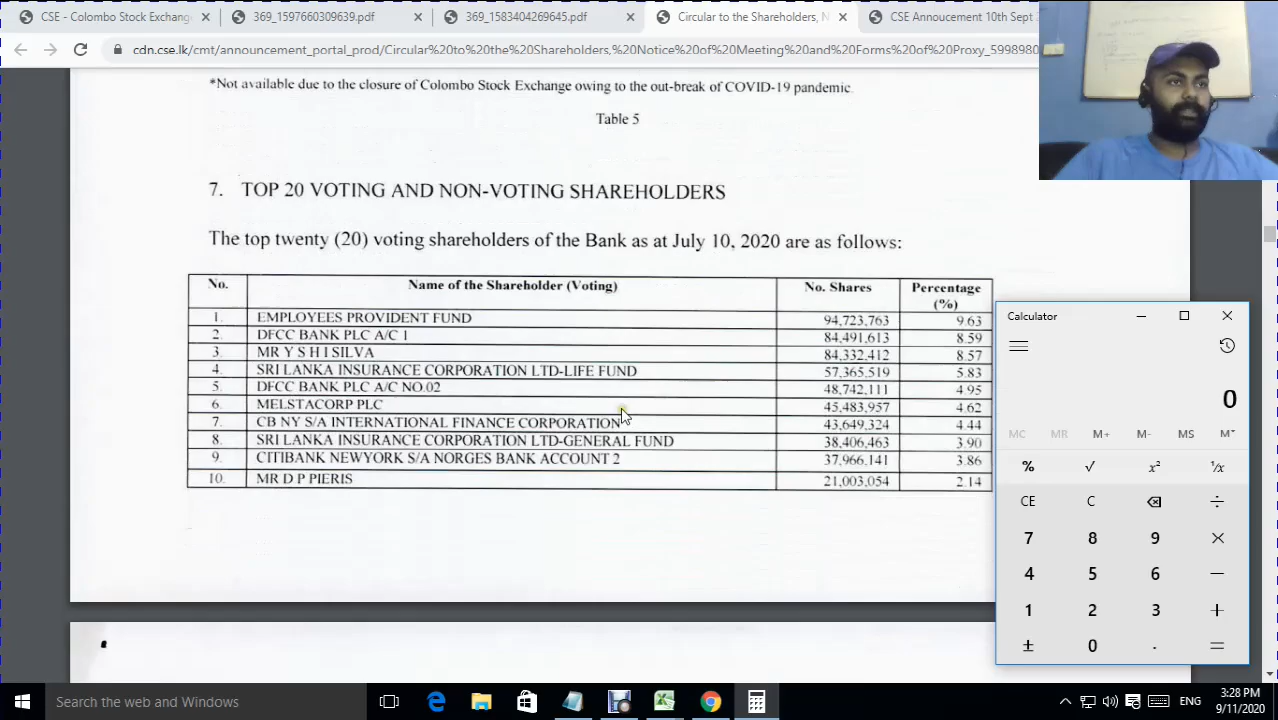 CSE - Colombo Stock Exchang
369_1597660309639.pdf
369_1583404269645.pdf
Circular to the Shareholders, N
CSE Annoucement 10th Sept
cdn.cse.lk/cmt/announcement_portal_prod/Circular%20to%20the%20Shareholders,%20Notice%20of%20Meeting%20and%20Forms%20of%20Proxy_5998980
*Not available due to the closure of Colombo Stock Exchange owing to the out-break of COVID-19 pandemic.
Table 5
7. TOP 20 VOTING AND NON-VOTING SHAREHOLDERS
The top twenty (20) voting shareholders of the Bank as at July 10, 2020 are as follows:
No. Name of the Shareholder (Voting) No. Shares Percentage (%)
1. EMPLOYEES PROVIDENT FUND 94,723,763 9.63
2. DFCC BANK PLC A/C 1 84,491,613 8.59
3. MR Y S H I SILVA 84,332,412 8.57
4. SRI LANKA INSURANCE CORPORATION LTD-LIFE FUND 57,365,519 5.83
5. DFCC BANK PLC A/C NO.02 48,742,111 4.95
6. MELSTACORP PLC 45,483,957 4.62
7. CB NY S/A INTERNATIONAL FINANCE CORPORATION 43,649,324 4.44
8. SRI LANKA INSURANCE CORPORATION LTD-GENERAL FUND 38,406,463 3.90
9. CITIBANK NEWYORK S/A NORGES BANK ACCOUNT 2 37,966,141 3.86
10. MR D P PIERIS 21,003,054 2.14
Calculator
0
MC MR M+ M- MS M▾
% √ x² ¹/x
CE C ÷
7 8 9 ×
4 5 6 −
1 2 3 +
± 0 . =
Search the web and Windows
ENG
3:28 PM
9/11/2020